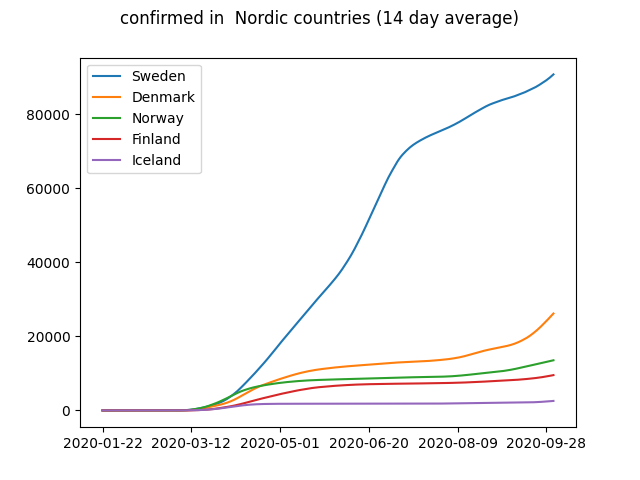 confirmed in  Nordic countries (14 day average)
Sweden
Denmark
Norway
Finland
Iceland
80000
60000
40000
20000
0
2020-01-22 2020-03-12 2020-05-01 2020-06-20 2020-08-09 2020-09-28